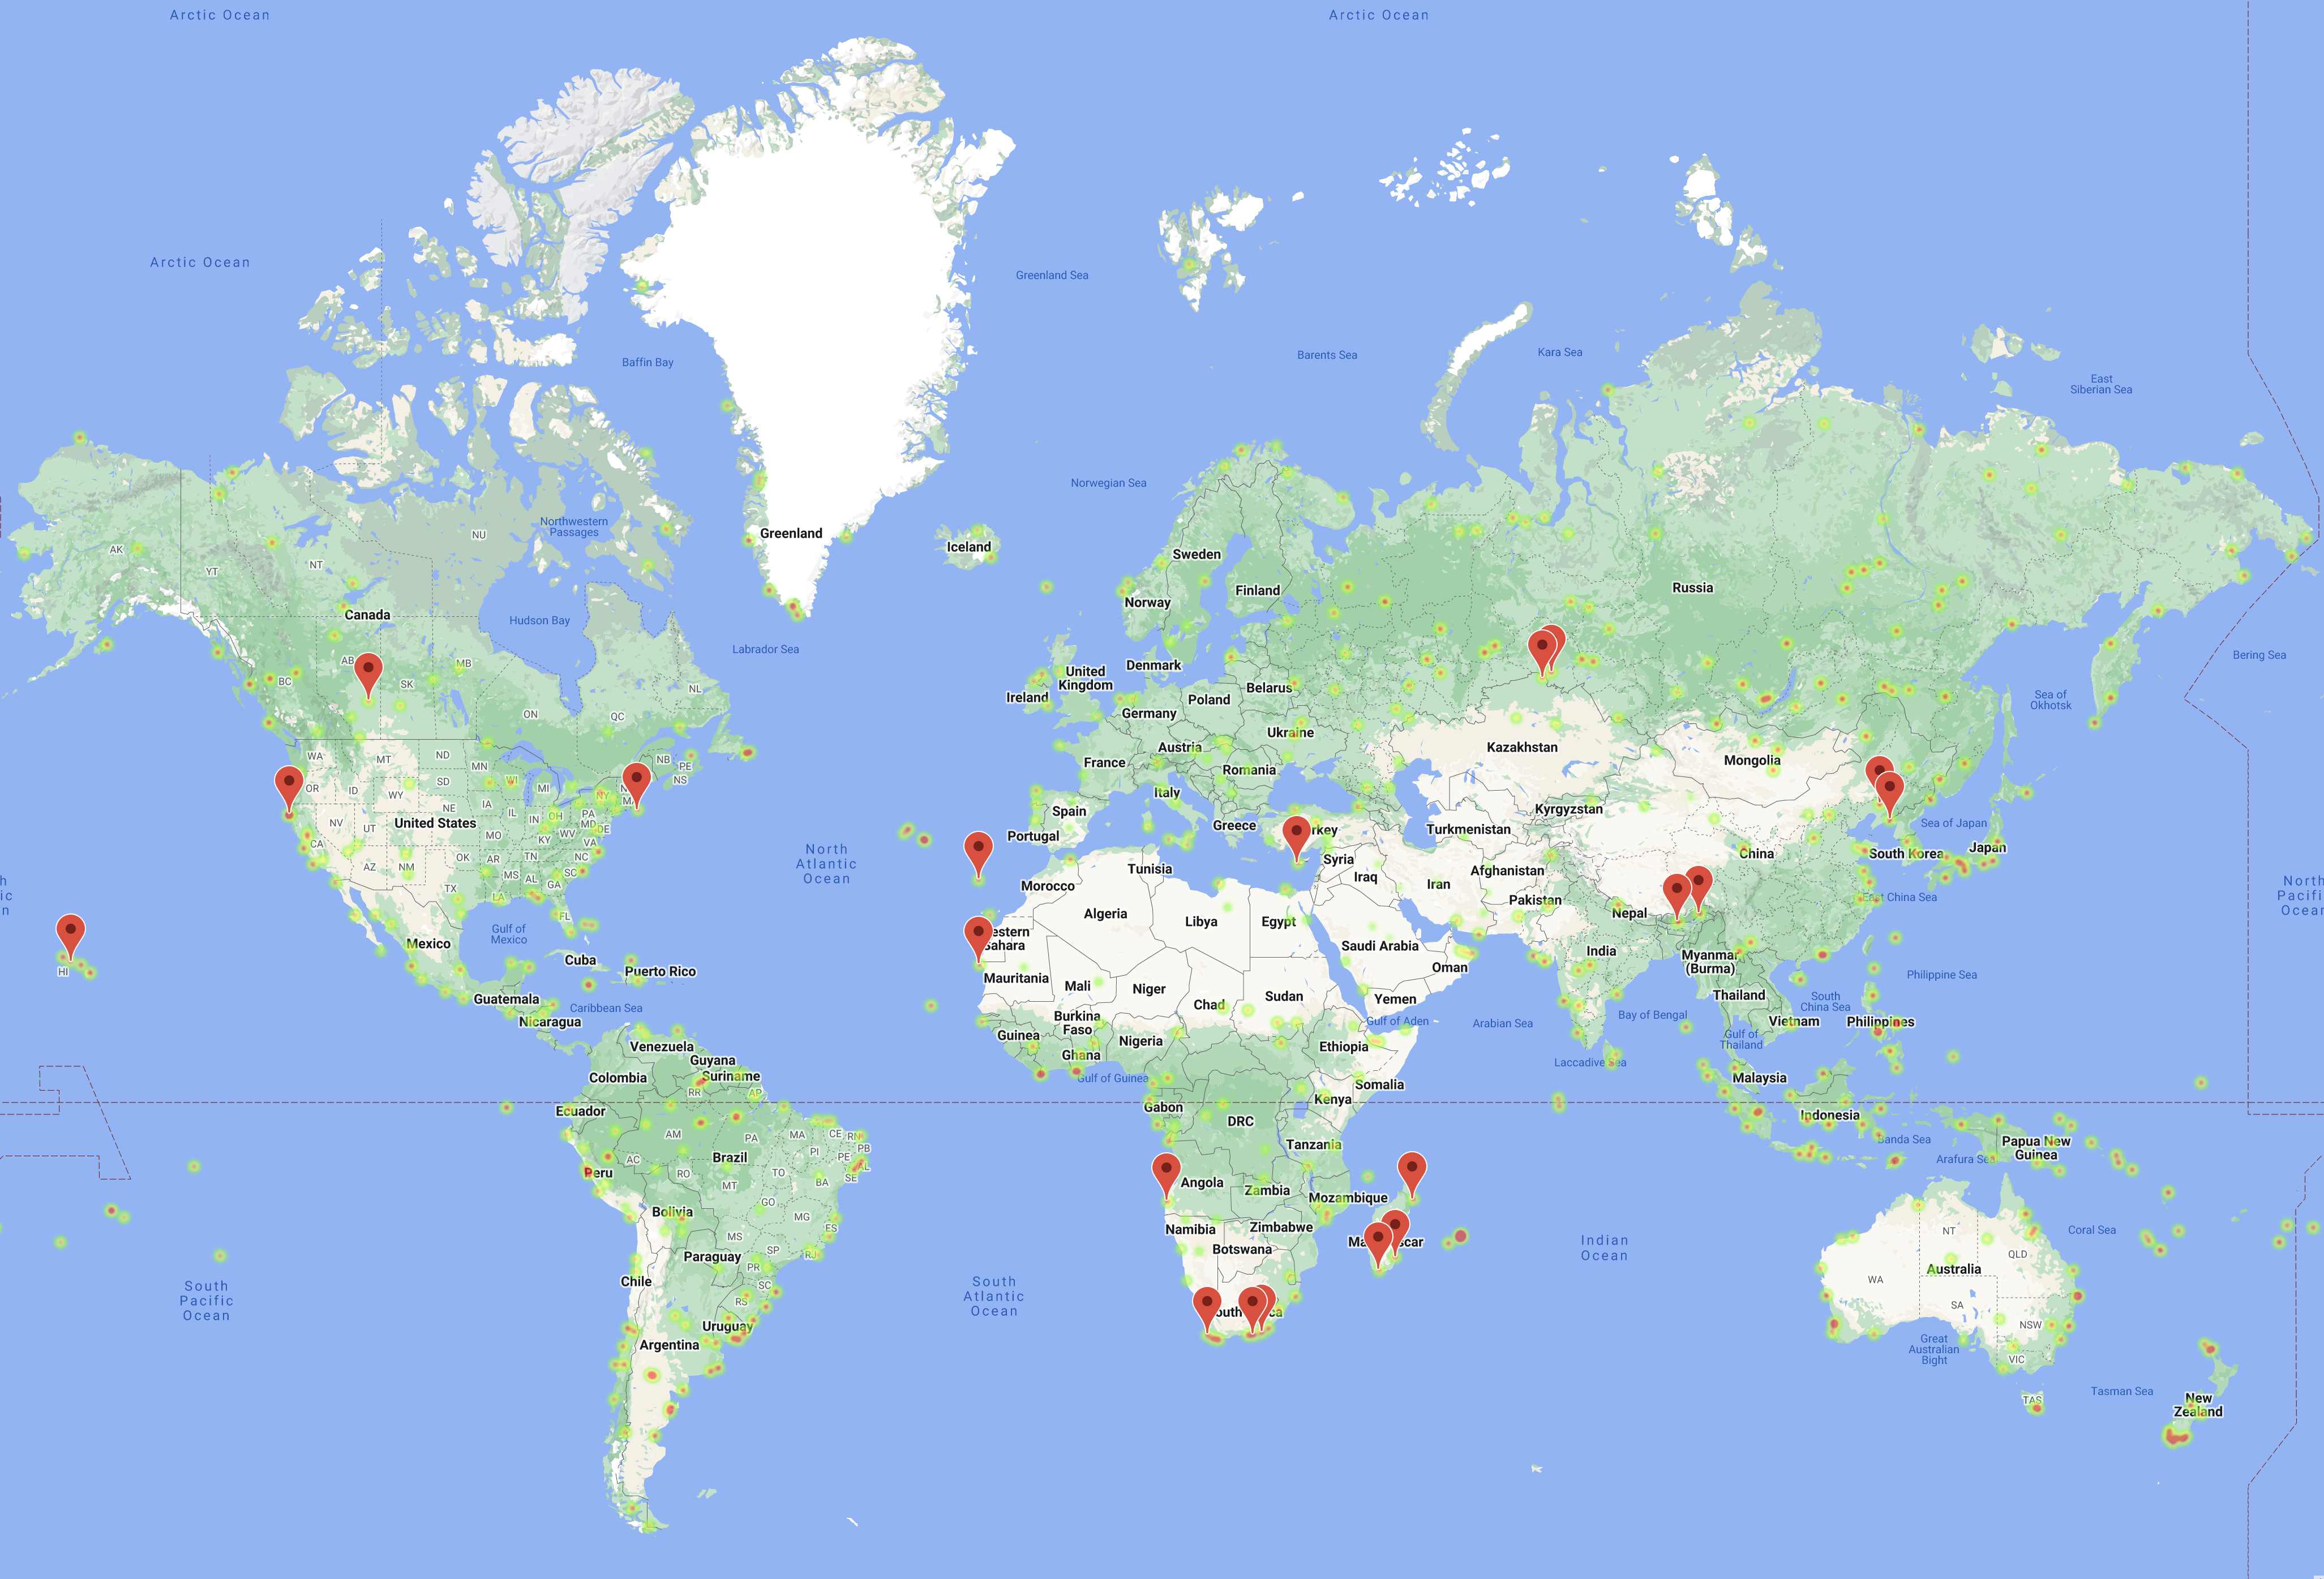 Arctic Ocean
Arctic Ocean
Arctic Ocean
Greenland Sea
Baffin Bay
Barents Sea
Kara Sea
East
Siberian Sea
Norwegian Sea
Northwestern
Passages
Greenland
Iceland
NU
AK
YT
NT
Sweden
Finland
Russia
Norway
Canada
Hudson Bay
Labrador Sea
Denmark
United
Kingdom
Ireland
Bering Sea
Sea of
Okhotsk
AB
MB
BC
SK
NL
ON
QC
Belarus
Poland
Germany
Ukraine
Austria
France
Romania
Italy
Kazakhstan
Mongolia
WA
MT
ND
MN
NB
PE
NS
OR
ID
SD
WI
MI
NY
WY
NE
IA
IL
IN
OH
PA
MD
DE
NV
UT
United States
MO
KY
WV
VA
CA
AZ
NM
OK
AR
TN
NC
SC
MS
AL
GA
TX
LA
FL
Spain
Portugal
Greece
Kyrgyzstan
Turkmenistan
Sea of Japan
South Korea
Japan
China
North
Atlantic
Ocean
Tunisia
Morocco
Syria
Iraq
Iran
Afghanistan
Pakistan
Nepal
East China Sea
North
Pacific
Ocean
Algeria
Libya
Egypt
Saudi Arabia
India
Gulf of
Mexico
Mexico
Cuba
Puerto Rico
HI
Mauritania
Mali
Niger
Chad
Sudan
Oman
Yemen
Myanmar
(Burma)
Thailand
Philippine Sea
South
China Sea
Vietnam
Philippines
Guatemala
Caribbean Sea
Nicaragua
Burkina
Faso
Guinea
Ghana
Nigeria
Ethiopia
Gulf of Aden
Arabian Sea
Bay of Bengal
Gulf of
Thailand
Laccadive Sea
Venezuela
Guyana
Suriname
Colombia
RR
AP
Gulf of Guinea
Somalia
Malaysia
Ecuador
Gabon
Kenya
DRC
Indonesia
AM
PA
MA
CE
RN
PB
PI
PE
AL
SE
Peru
AC
Brazil
RO
TO
BA
MT
Tanzania
Banda Sea
Arafura Sea
Papua New
Guinea
Angola
Zambia
Mozambique
Bolivia
GO
MG
ES
MS
SP
RJ
Namibia
Zimbabwe
Botswana
Indian
Ocean
Coral Sea
NT
QLD
Australia
WA
SA
NSW
VIC
TAS
Great
Australian
Bight
Tasman Sea
New
Zealand
Paraguay
PR
SC
RS
Chile
Uruguay
Argentina
South
Pacific
Ocean
South
Atlantic
Ocean